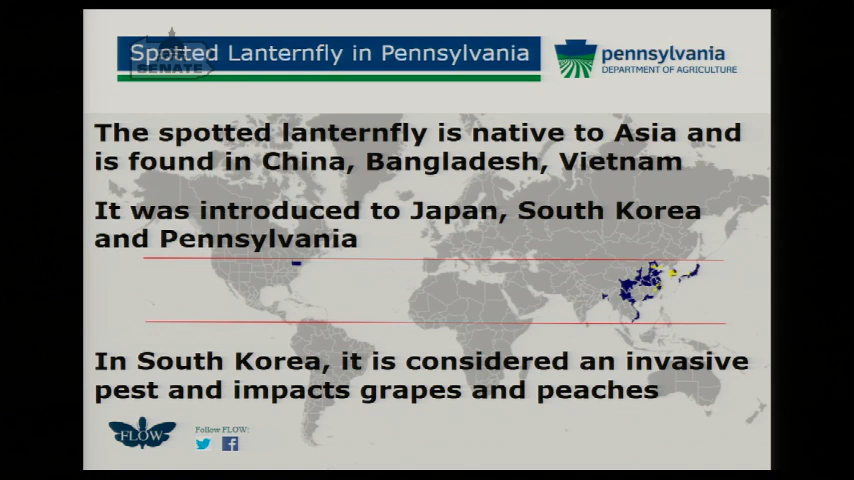 Spotted Lanternfly in Pennsylvania
SENATE
pennsylvania
DEPARTMENT OF AGRICULTURE
The spotted lanternfly is native to Asia and
is found in China, Bangladesh, Vietnam
It was introduced to Japan, South Korea
and Pennsylvania
In South Korea, it is considered an invasive
pest and impacts grapes and peaches
FLOW
Follow FLOW: